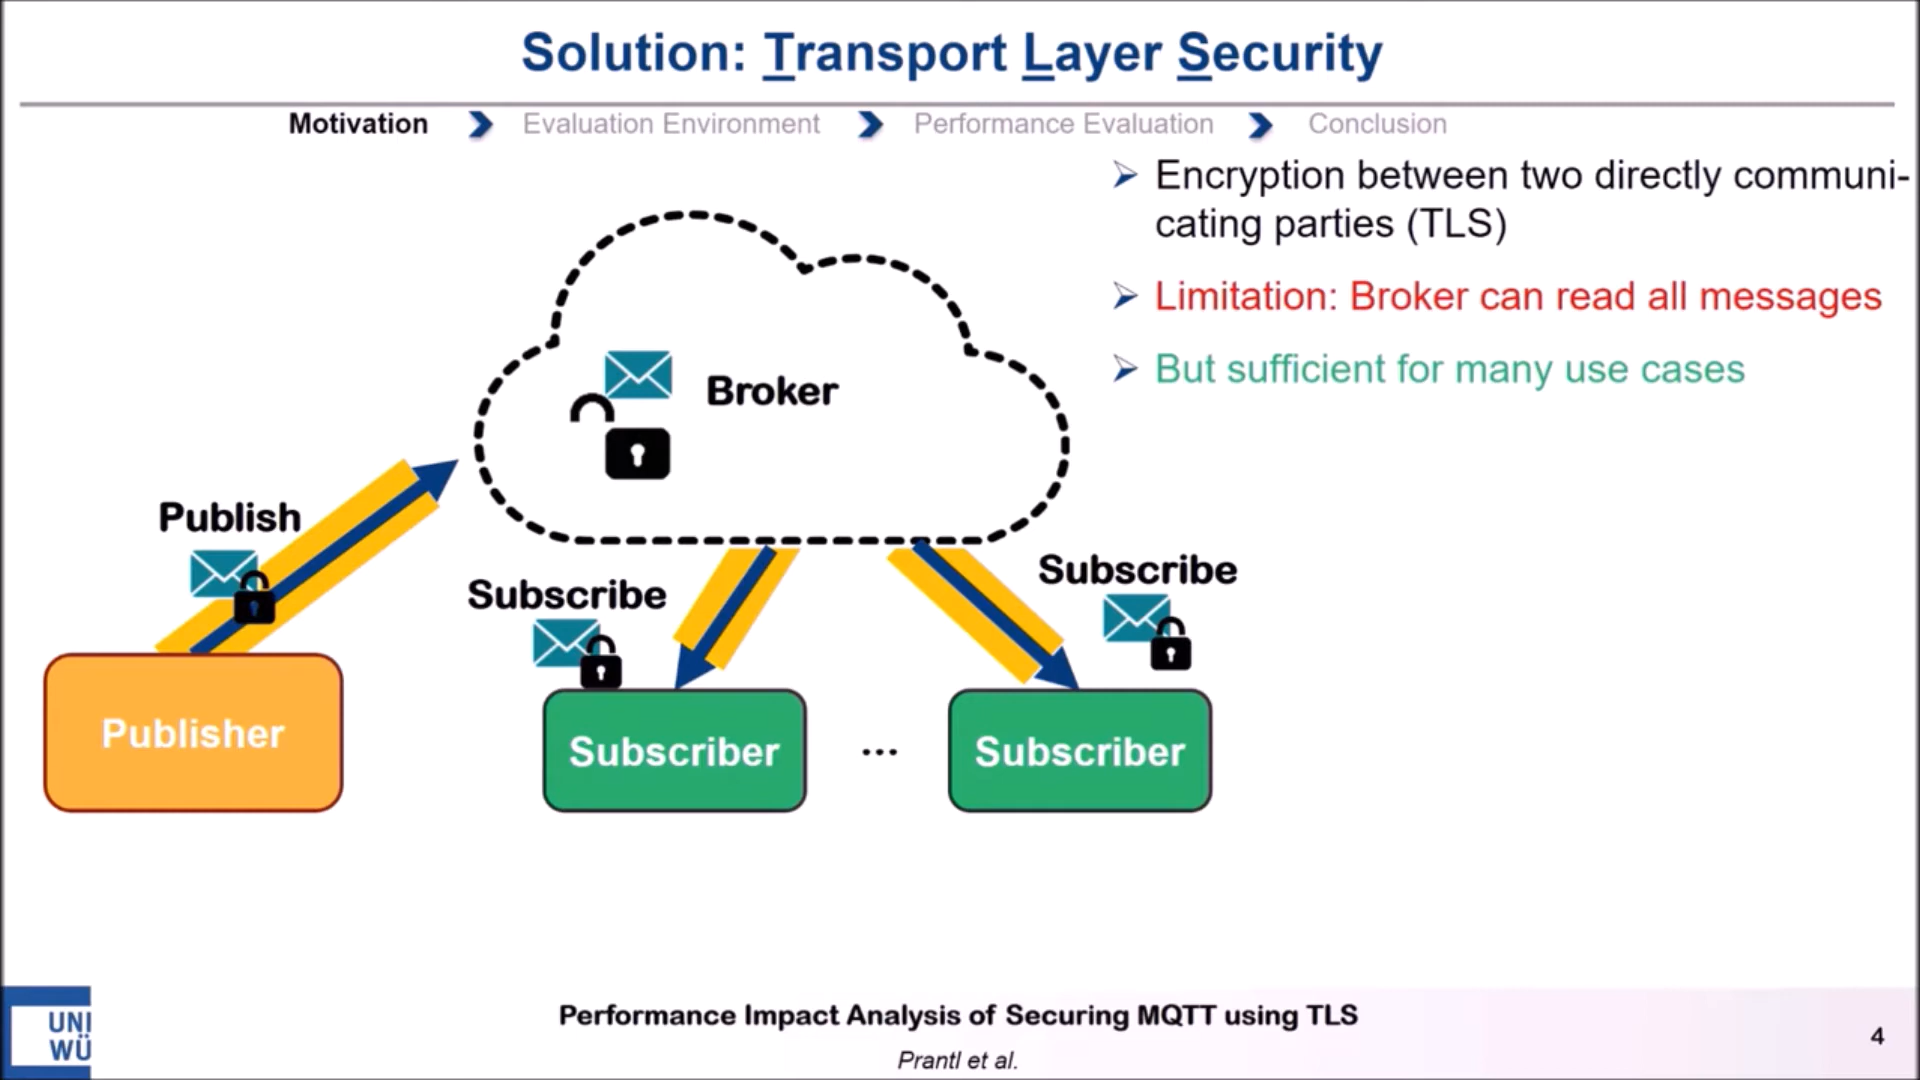 Solution: Transport Layer Security
Motivation Evaluation Environment Performance Evaluation Conclusion
Encryption between two directly communi-
cating parties (TLS)
Limitation: Broker can read all messages
But sufficient for many use cases
Broker
Publish
Subscribe
Subscribe
Publisher
Subscriber
...
Subscriber
UNI
WÜ
Performance Impact Analysis of Securing MQTT using TLS
Prantl et al.
4